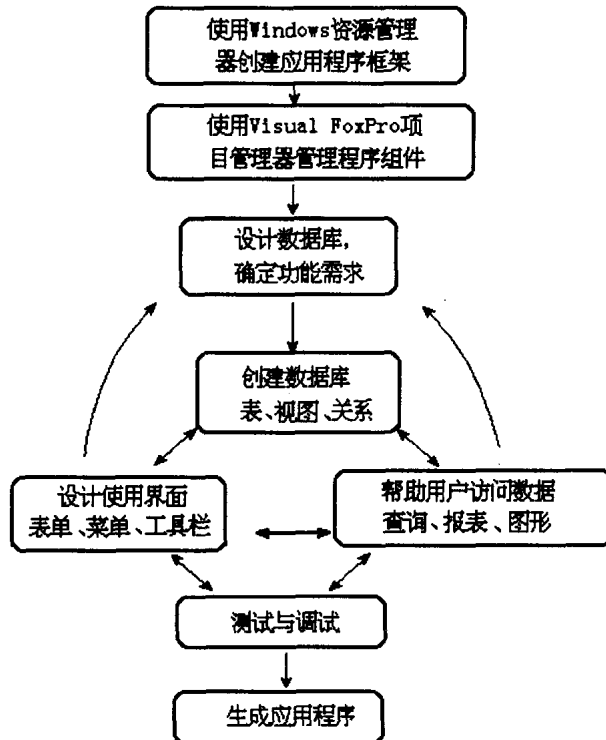 使用Windows资源管理
器创建应用程序框架
使用Visual FoxPro项
目管理器管理程序组件
设计数据库,
确定功能需求
创建数据库
表、视图、关系
设计使用界面
表单、菜单、工具栏
帮助用户访问数据
查询、报表、图形
测试与调试
生成应用程序